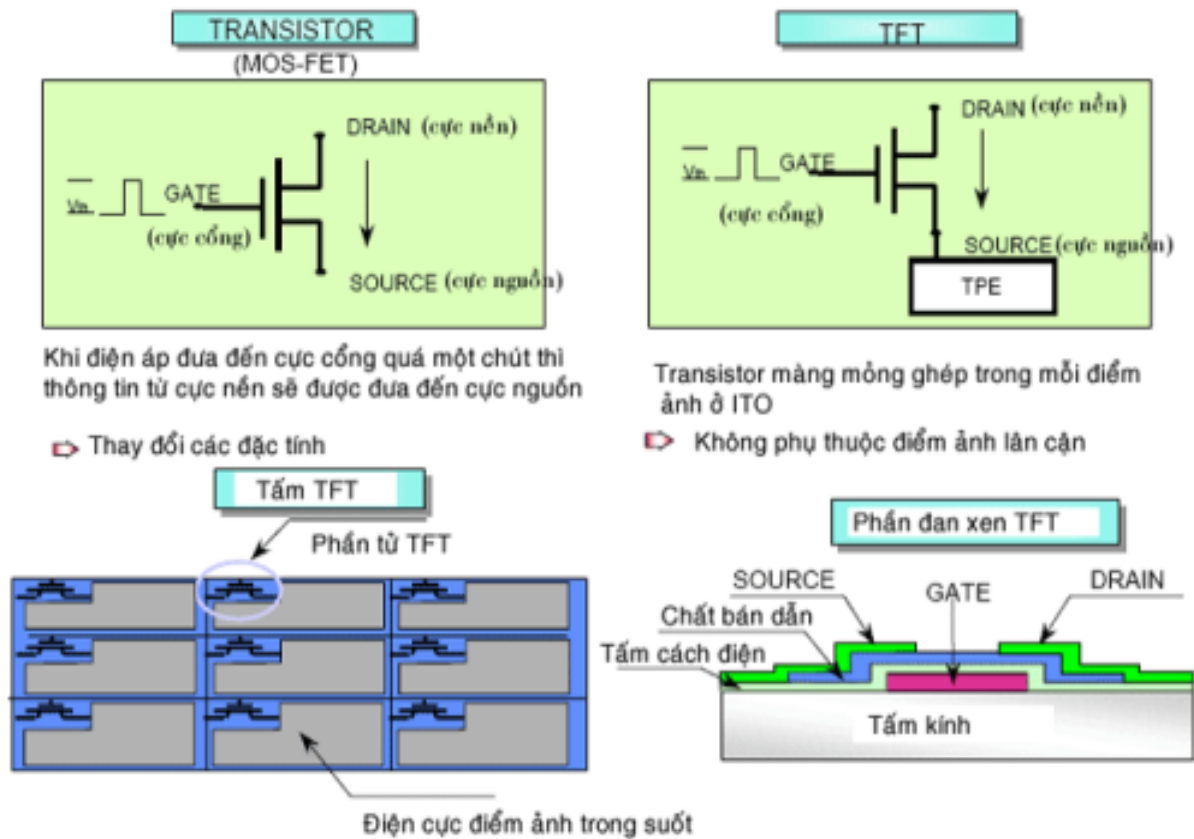 TRANSISTOR
(MOS-FET)
DRAIN (cực nền)
Vin
GATE
(cực cổng)
SOURCE (cực nguồn)
Khi điện áp đưa đến cực cổng quá một chút thì
thông tin từ cực nền sẽ được đưa đến cực nguồn
Thay đổi các đặc tính
TFT
DRAIN (cực nền)
Vin
GATE
(cực cổng)
SOURCE (cực nguồn)
TPE
Transistor màng mỏng ghép trong mỗi điểm
ảnh ở ITO
Không phụ thuộc điểm ảnh lân cận
Tấm TFT
Phần tử TFT
Điện cực điểm ảnh trong suốt
Phần đan xen TFT
SOURCE
GATE
DRAIN
Chất bán dẫn
Tấm cách điện
Tấm kính